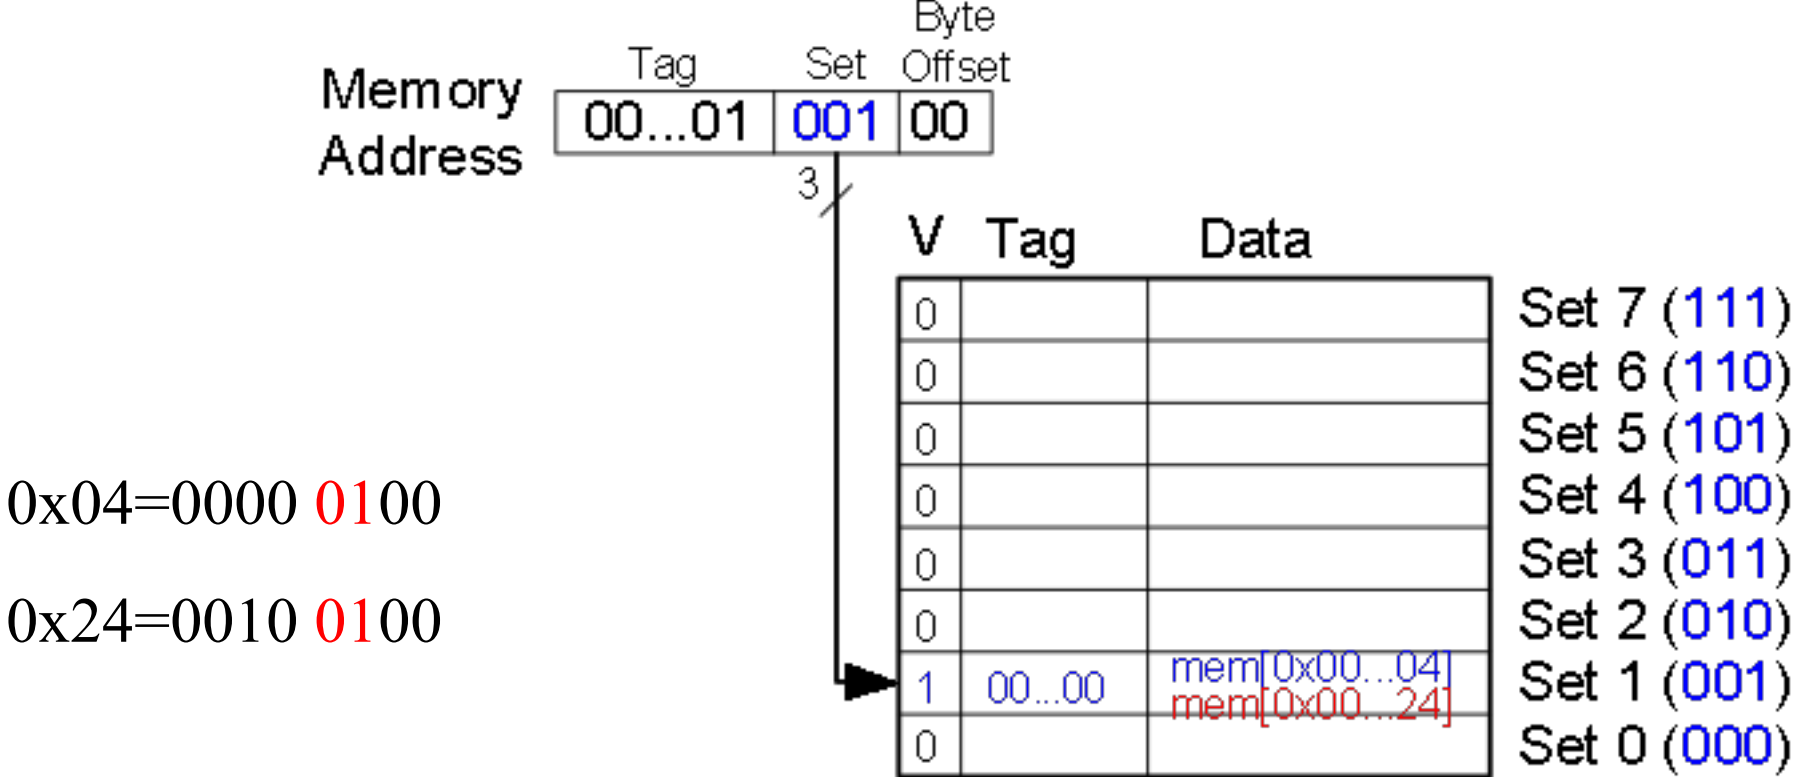 Byte
Tag Set Offset
Memory Address
00...01 001 00
3
V Tag Data
0 Set 7 (111)
0 Set 6 (110)
0 Set 5 (101)
0x04=0000 0100
0 Set 4 (100)
0 Set 3 (011)
0x24=0010 0100
0 Set 2 (010)
1 00...00 mem[0x00...04] Set 1 (001)
mem[0x00...24]
0 Set 0 (000)